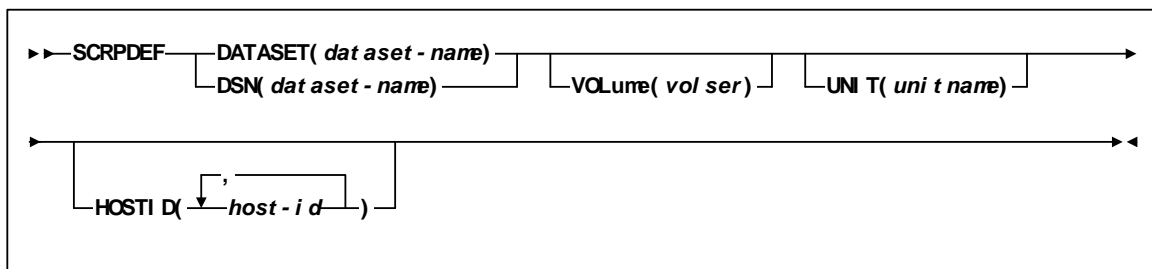 SCRPDEF DATASET(dataset-name)
DSN(dataset-name) VOLume(volser) UNIT(unitname)
,
HOSTID( host-id )